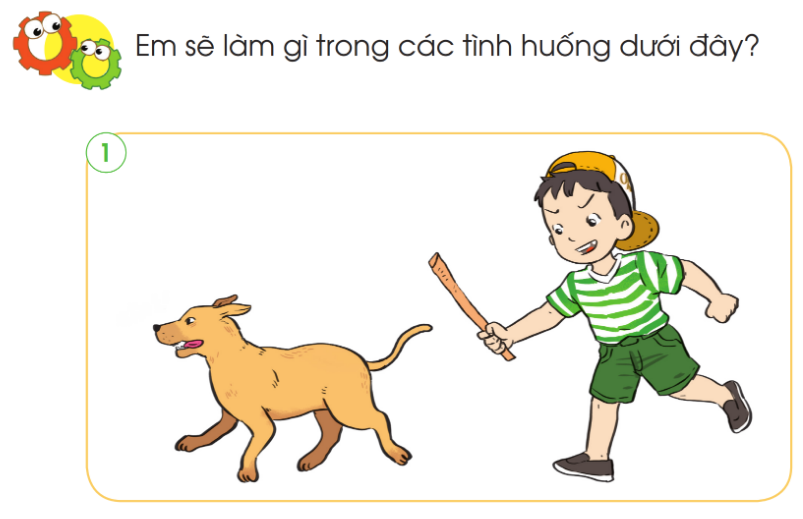 Em sẽ làm gì trong các tình huống dưới đây?
1